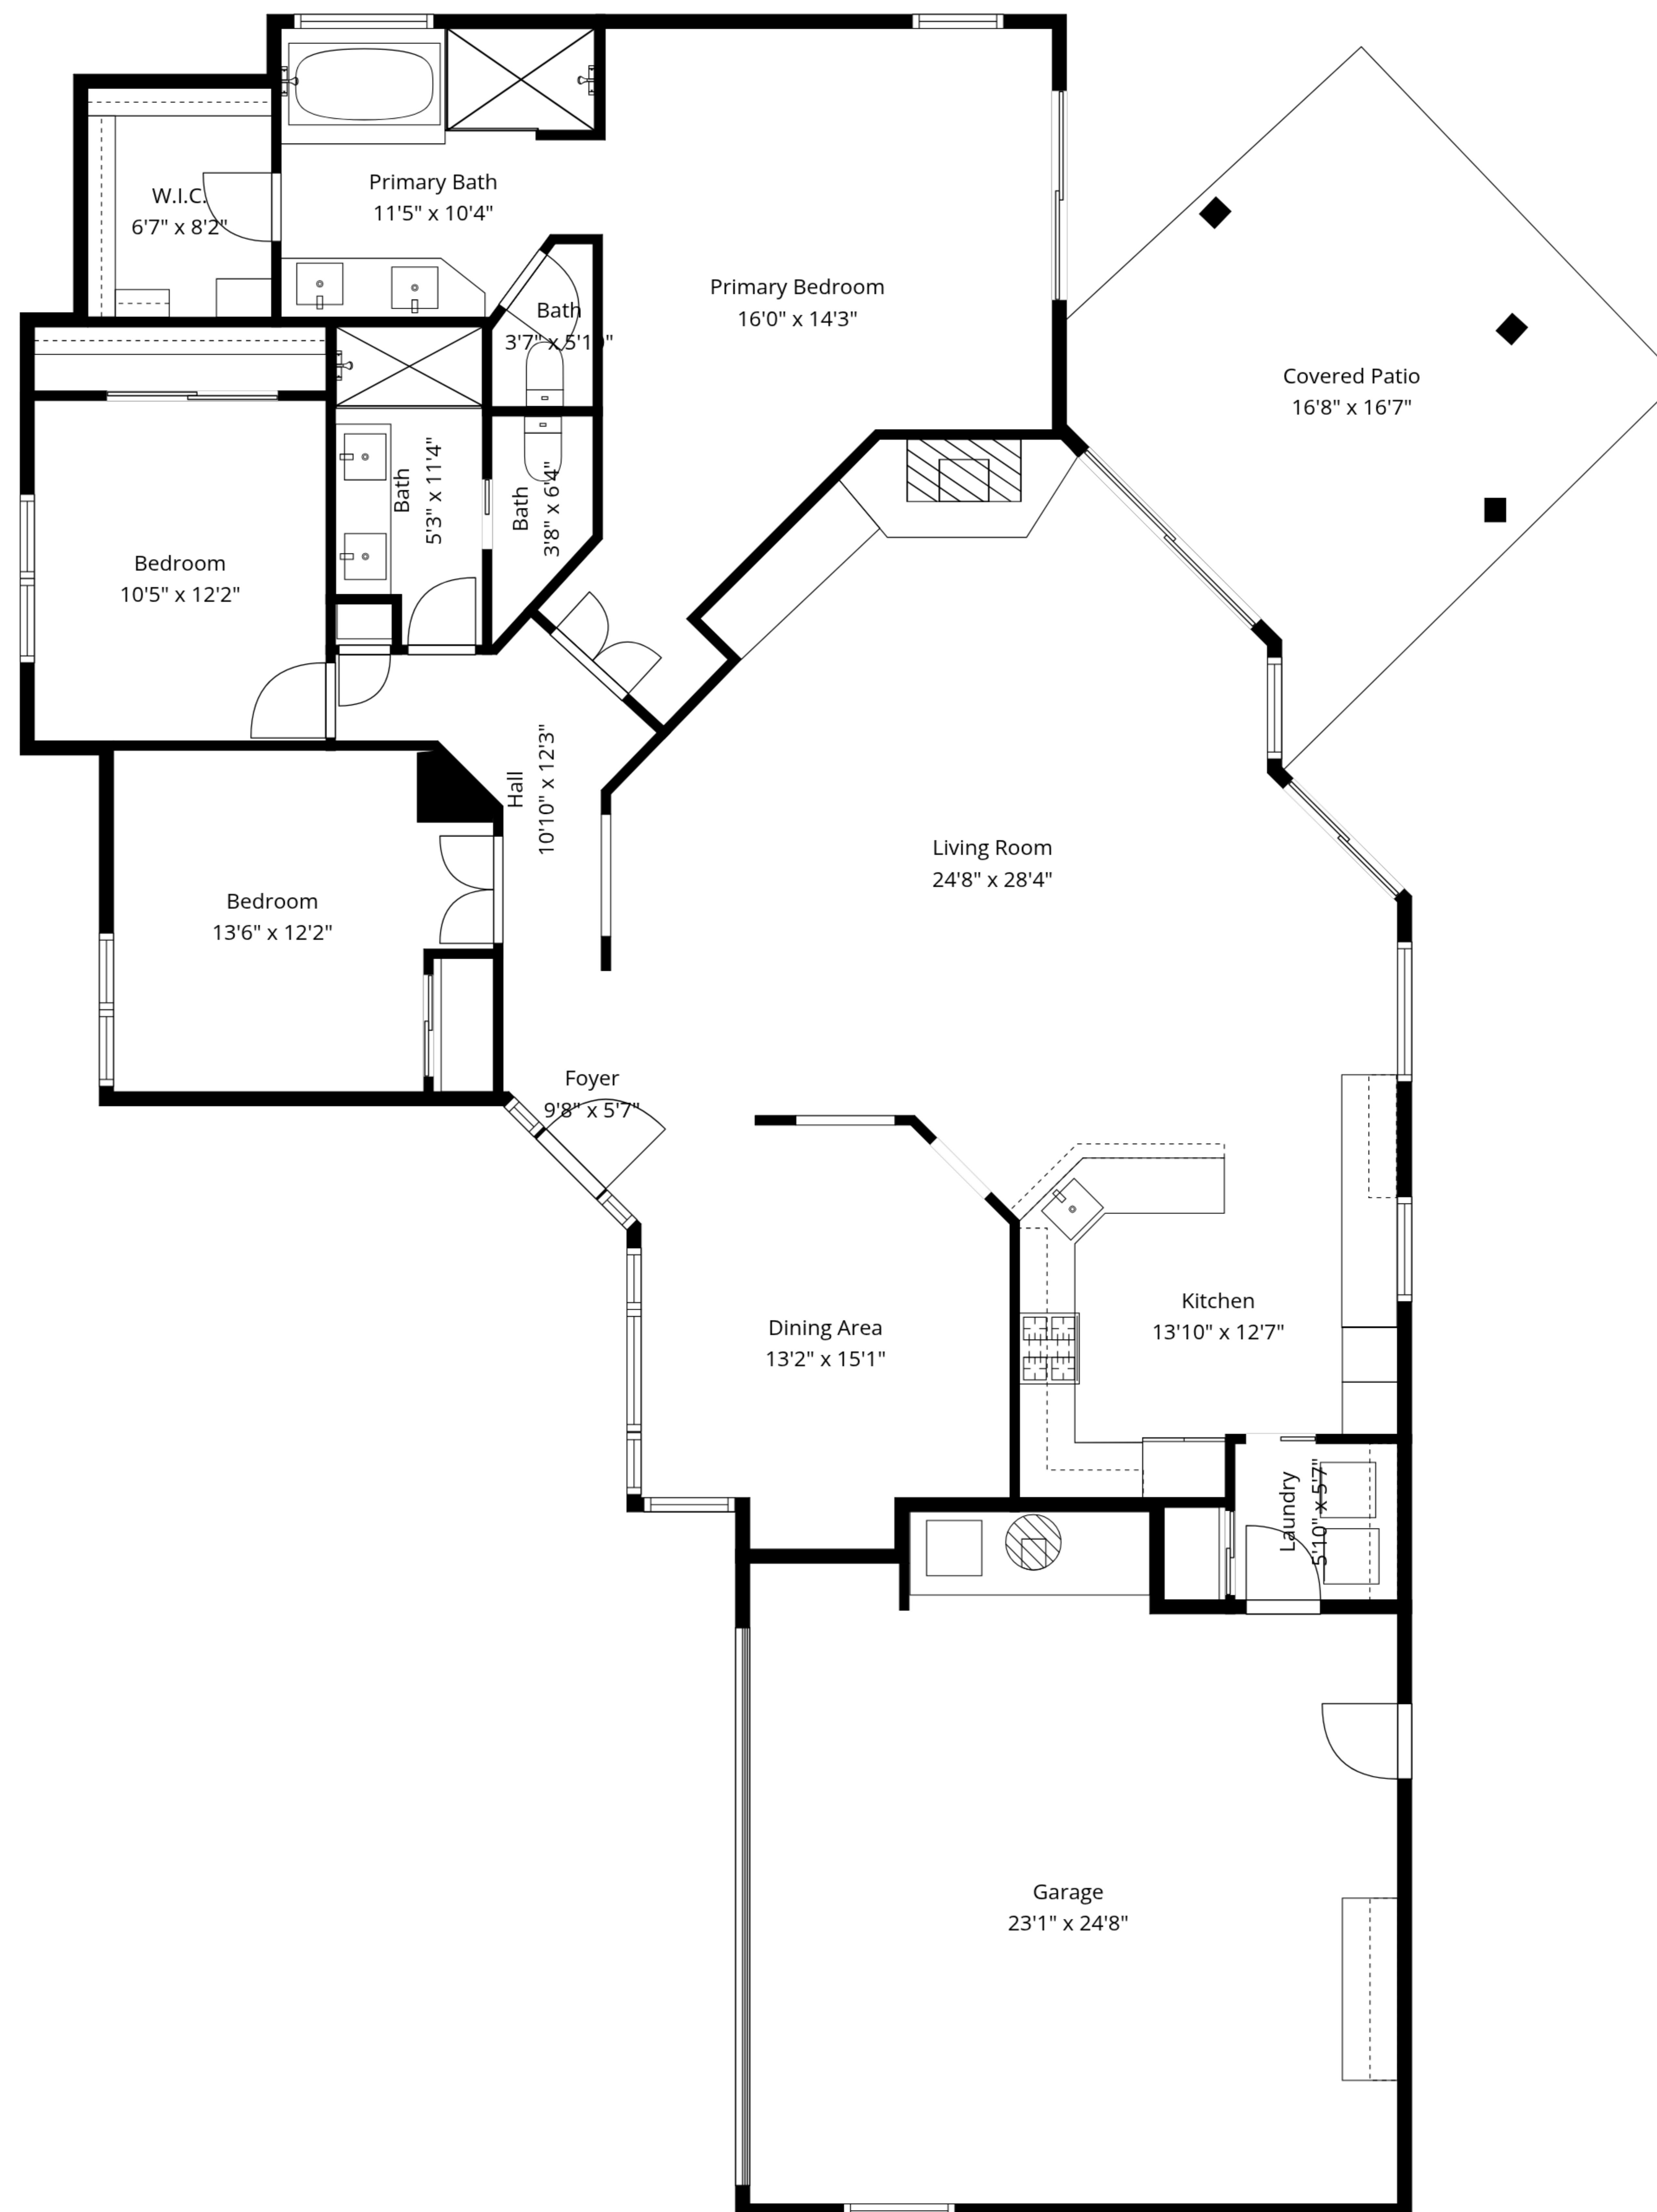 Primary Bath
11'5" x 10'4"
W.I.C.
6'7" x 8'2"
Primary Bedroom
16'0" x 14'3"
Bath
3'7" x 5'10"
Covered Patio
16'8" x 16'7"
Bath
5'3" x 11'4"
Bath
3'8" x 6'4"
Bedroom
10'5" x 12'2"
Hall
10'10" x 12'3"
Living Room
24'8" x 28'4"
Bedroom
13'6" x 12'2"
Foyer
9'8" x 5'7"
Kitchen
13'10" x 12'7"
Dining Area
13'2" x 15'1"
Laundry
5'10" x 5'7"
Garage
23'1" x 24'8"